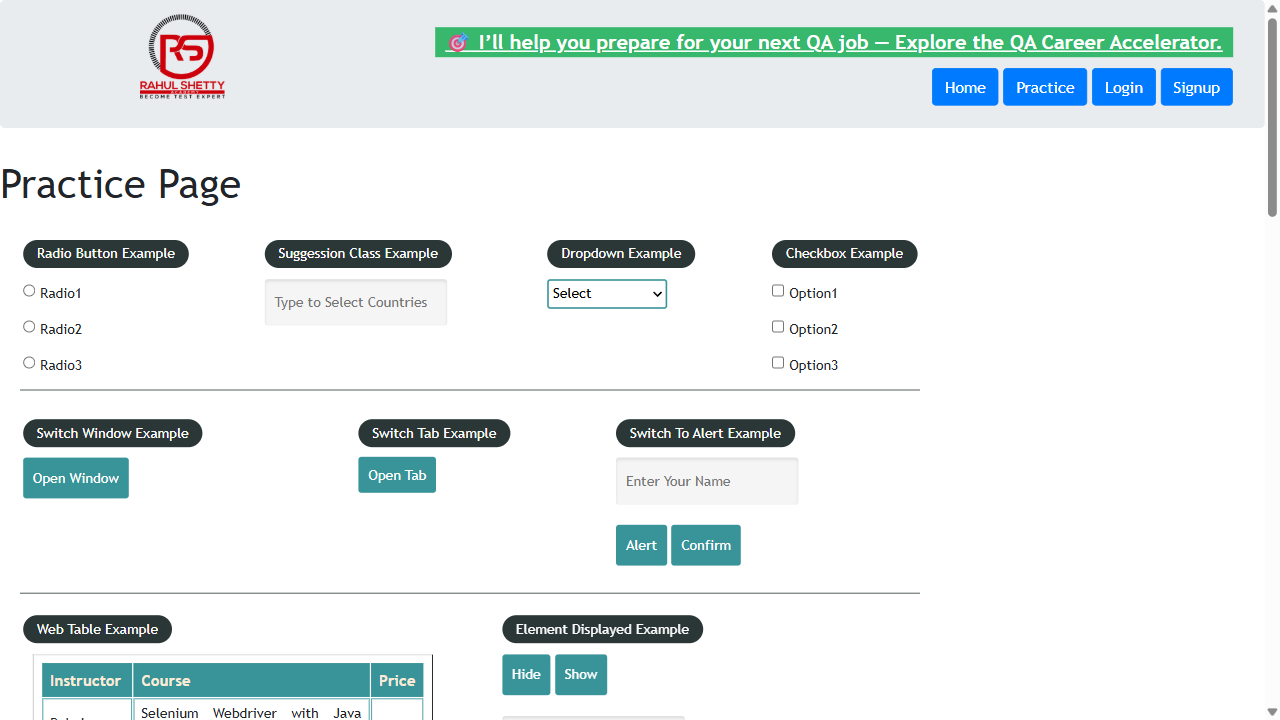 RS
RAHUL SHETTY
ACADEMY
BECOME TEST EXPERT
🎯 I'll help you prepare for your next QA job — Explore the QA Career Accelerator.
Home Practice Login Signup
Practice Page
Radio Button Example
Radio1
Radio2
Radio3
Suggession Class Example
Type to Select Countries
Dropdown Example
Select
Checkbox Example
Option1
Option2
Option3
Switch Window Example
Open Window
Switch Tab Example
Open Tab
Switch To Alert Example
Enter Your Name
Alert Confirm
Web Table Example
Instructor Course Price
Selenium Webdriver with Java
Element Displayed Example
Hide Show